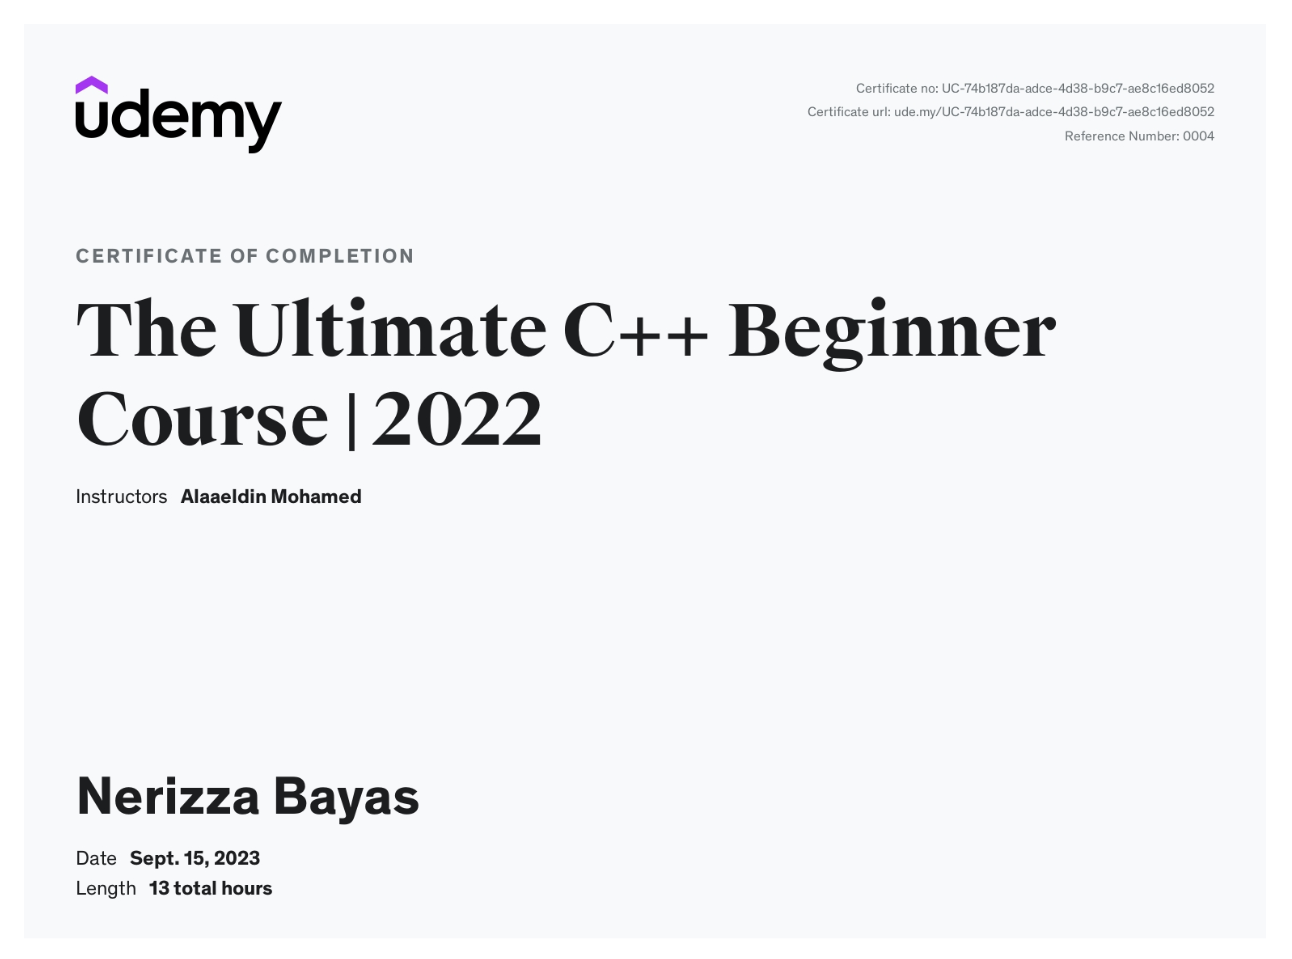 udemy
Certificate no: UC-74b187da-adce-4d38-b9c7-ae8c16ed8052
Certificate url: ude.my/UC-74b187da-adce-4d38-b9c7-ae8c16ed8052
Reference Number: 0004
CERTIFICATE OF COMPLETION
The Ultimate C++ Beginner
Course | 2022
Instructors Alaaeldin Mohamed
Nerizza Bayas
Date Sept. 15, 2023
Length 13 total hours